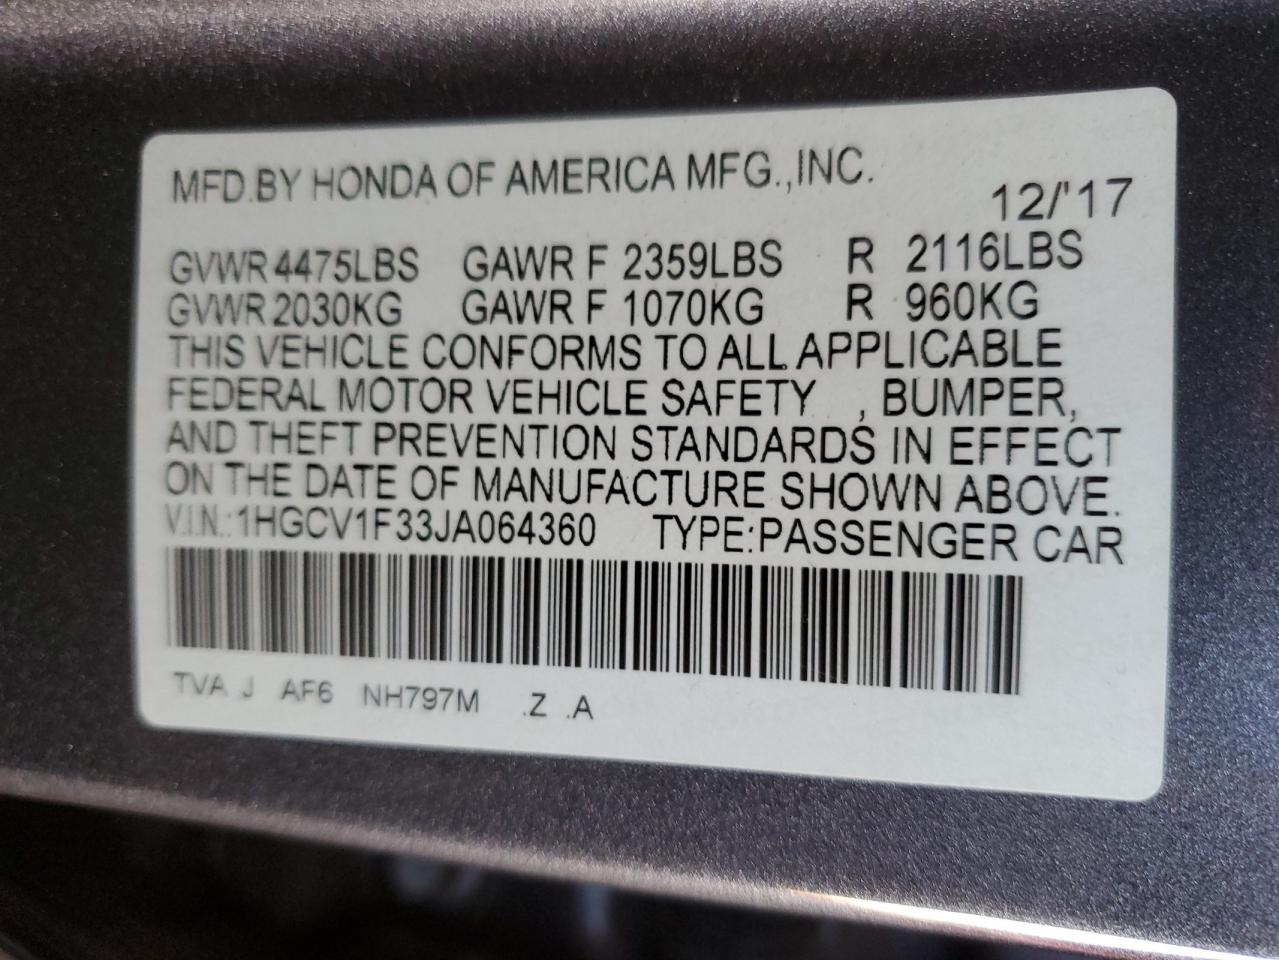 MFD.BY HONDA OF AMERICA MFG.,INC.
12/'17
GVWR 4475LBS GAWR F 2359LBS R 2116LBS
GVWR 2030KG GAWR F 1070KG R 960KG
THIS VEHICLE CONFORMS TO ALL APPLICABLE
FEDERAL MOTOR VEHICLE SAFETY , BUMPER,
AND THEFT PREVENTION STANDARDS IN EFFECT
ON THE DATE OF MANUFACTURE SHOWN ABOVE.
V.I.N.:1HGCV1F33JA064360 TYPE:PASSENGER CAR
TVA J AF6 NH797M .Z .A